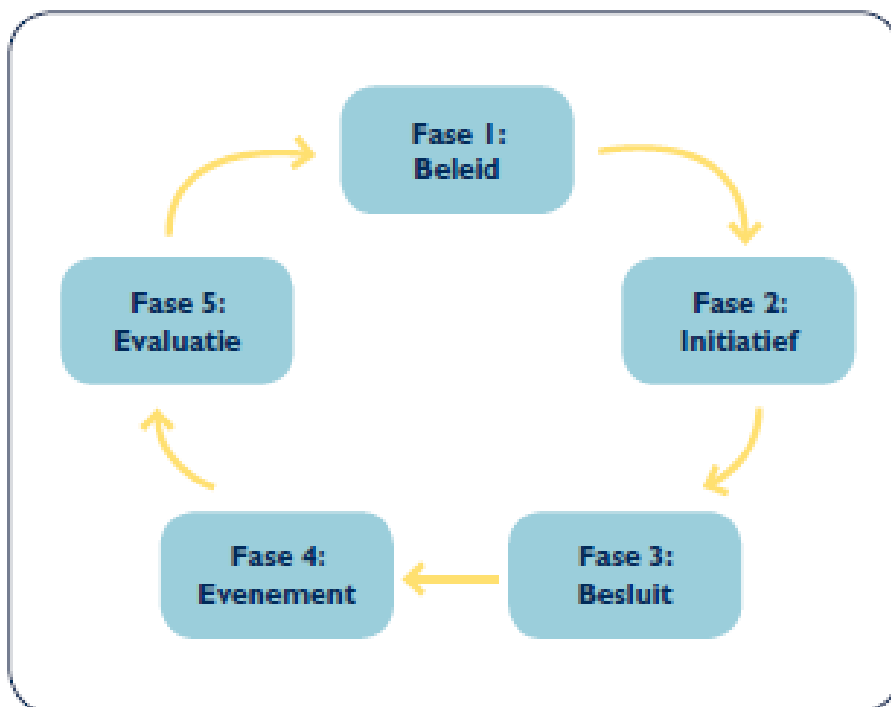 Fase 1:
Beleid
Fase 2:
Initiatief
Fase 3:
Besluit
Fase 4:
Evenement
Fase 5:
Evaluatie